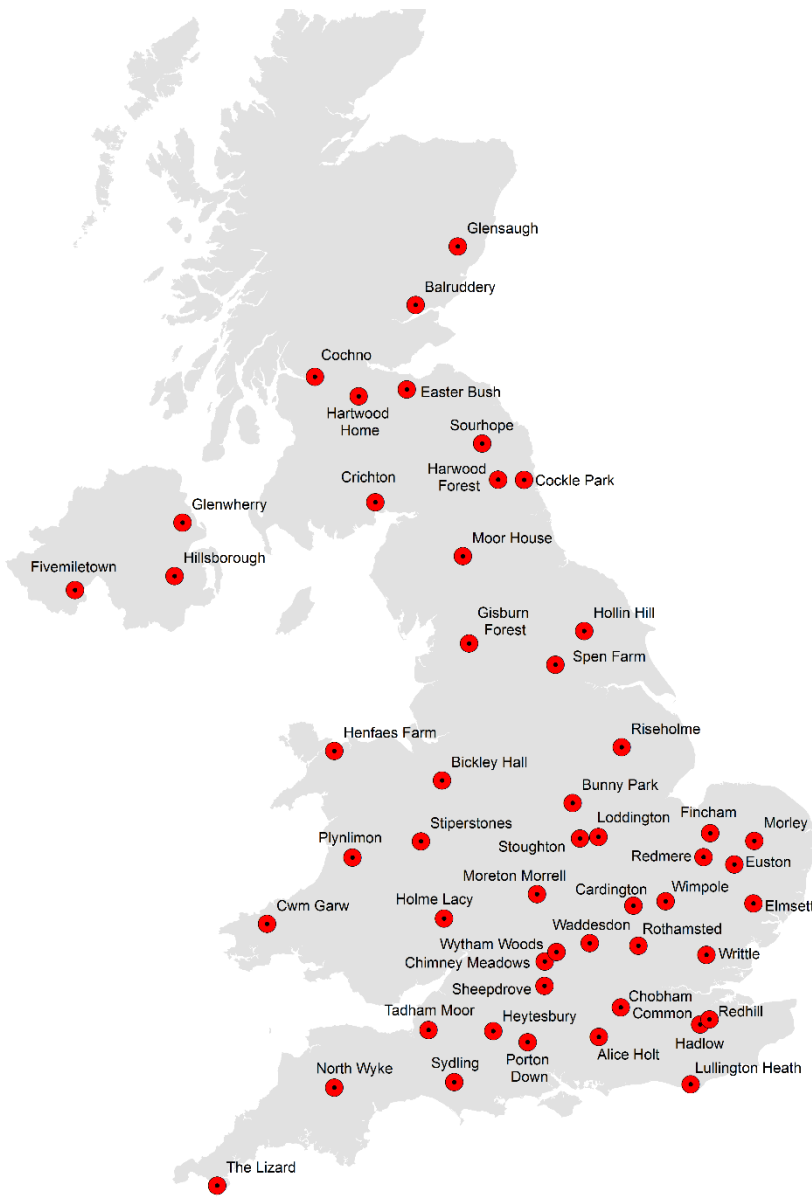 Glensaugh
Balruddery
Cochno
Easter Bush
Hartwood
Home
Sourhope
Harwood
Forest
Cockle Park
Crichton
Glenwherry
Moor House
Hillsborough
Fivemiletown
Gisburn
Forest
Hollin Hill
Spen Farm
Henfaes Farm
Riseholme
Bickley Hall
Bunny Park
Loddington
Fincham
Morley
Stiperstones
Stoughton
Plynlimon
Redmere
Euston
Moreton Morrell
Cardington
Wimpole
Elmsett
Cwm Garw
Holme Lacy
Waddesdon
Rothamsted
Wytham Woods
Writtle
Chimney Meadows
Sheepdrove
Chobham
Common
Tadham Moor
Heytesbury
Redhill
Hadlow
Alice Holt
Porton
Down
North Wyke
Sydling
Lullington Heath
The Lizard